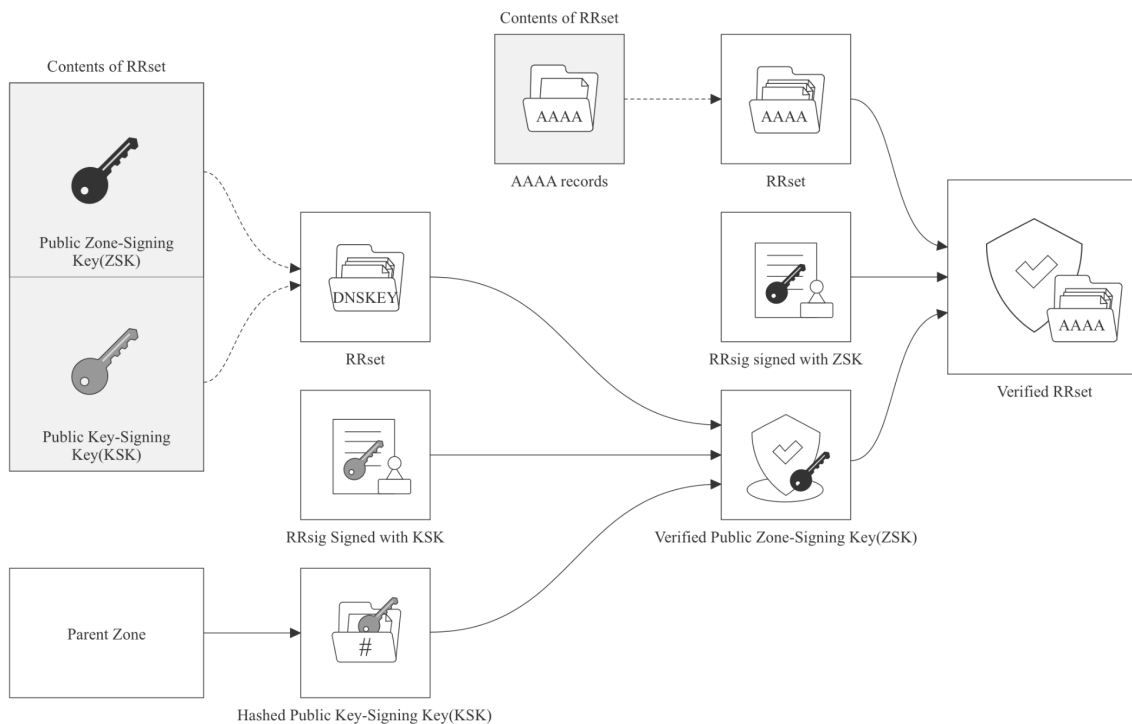 Contents of RRset
Contents of RRset
AAAA
AAAA
AAAA records
RRset
Public Zone-Signing
Key(ZSK)
DNSKEY
RRset
RRsig signed with ZSK
AAAA
Verified RRset
Public Key-Signing
Key(KSK)
RRsig Signed with KSK
Verified Public Zone-Signing Key(ZSK)
Parent Zone
#
Hashed Public Key-Signing Key(KSK)